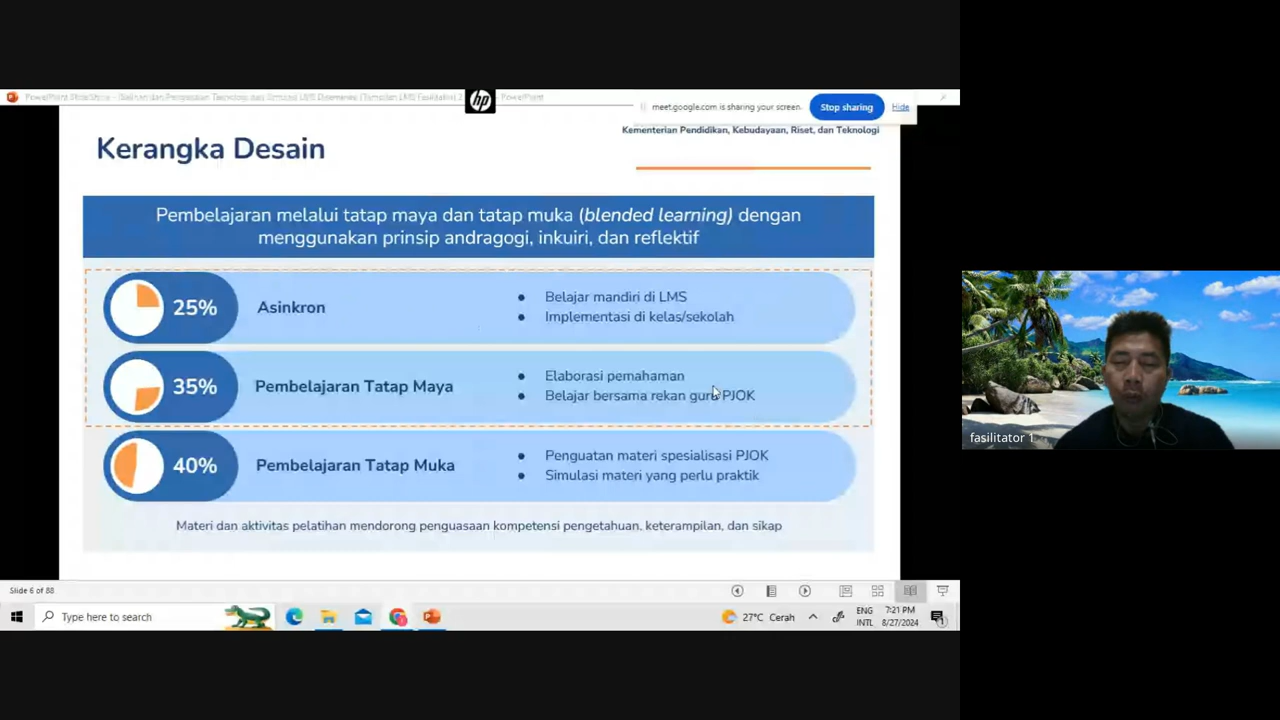 hp
meet.google.com is sharing your screen.
Stop sharing
Hide
Kementerian Pendidikan, Kebudayaan, Riset, dan Teknologi
Kerangka Desain
Pembelajaran melalui tatap maya dan tatap muka (blended learning) dengan
menggunakan prinsip andragogi, inkuiri, dan reflektif
25%
Asinkron
• Belajar mandiri di LMS
• Implementasi di kelas/sekolah
35%
Pembelajaran Tatap Maya
• Elaborasi pemahaman
• Belajar bersama rekan guru PJOK
40%
Pembelajaran Tatap Muka
• Penguatan materi spesialisasi PJOK
• Simulasi materi yang perlu praktik
Materi dan aktivitas pelatihan mendorong penguasaan kompetensi pengetahuan, keterampilan, dan sikap
fasilitator 1
Slide 6 of 88
Type here to search
27°C Cerah
ENG
INTL
7:21 PM
8/27/2024